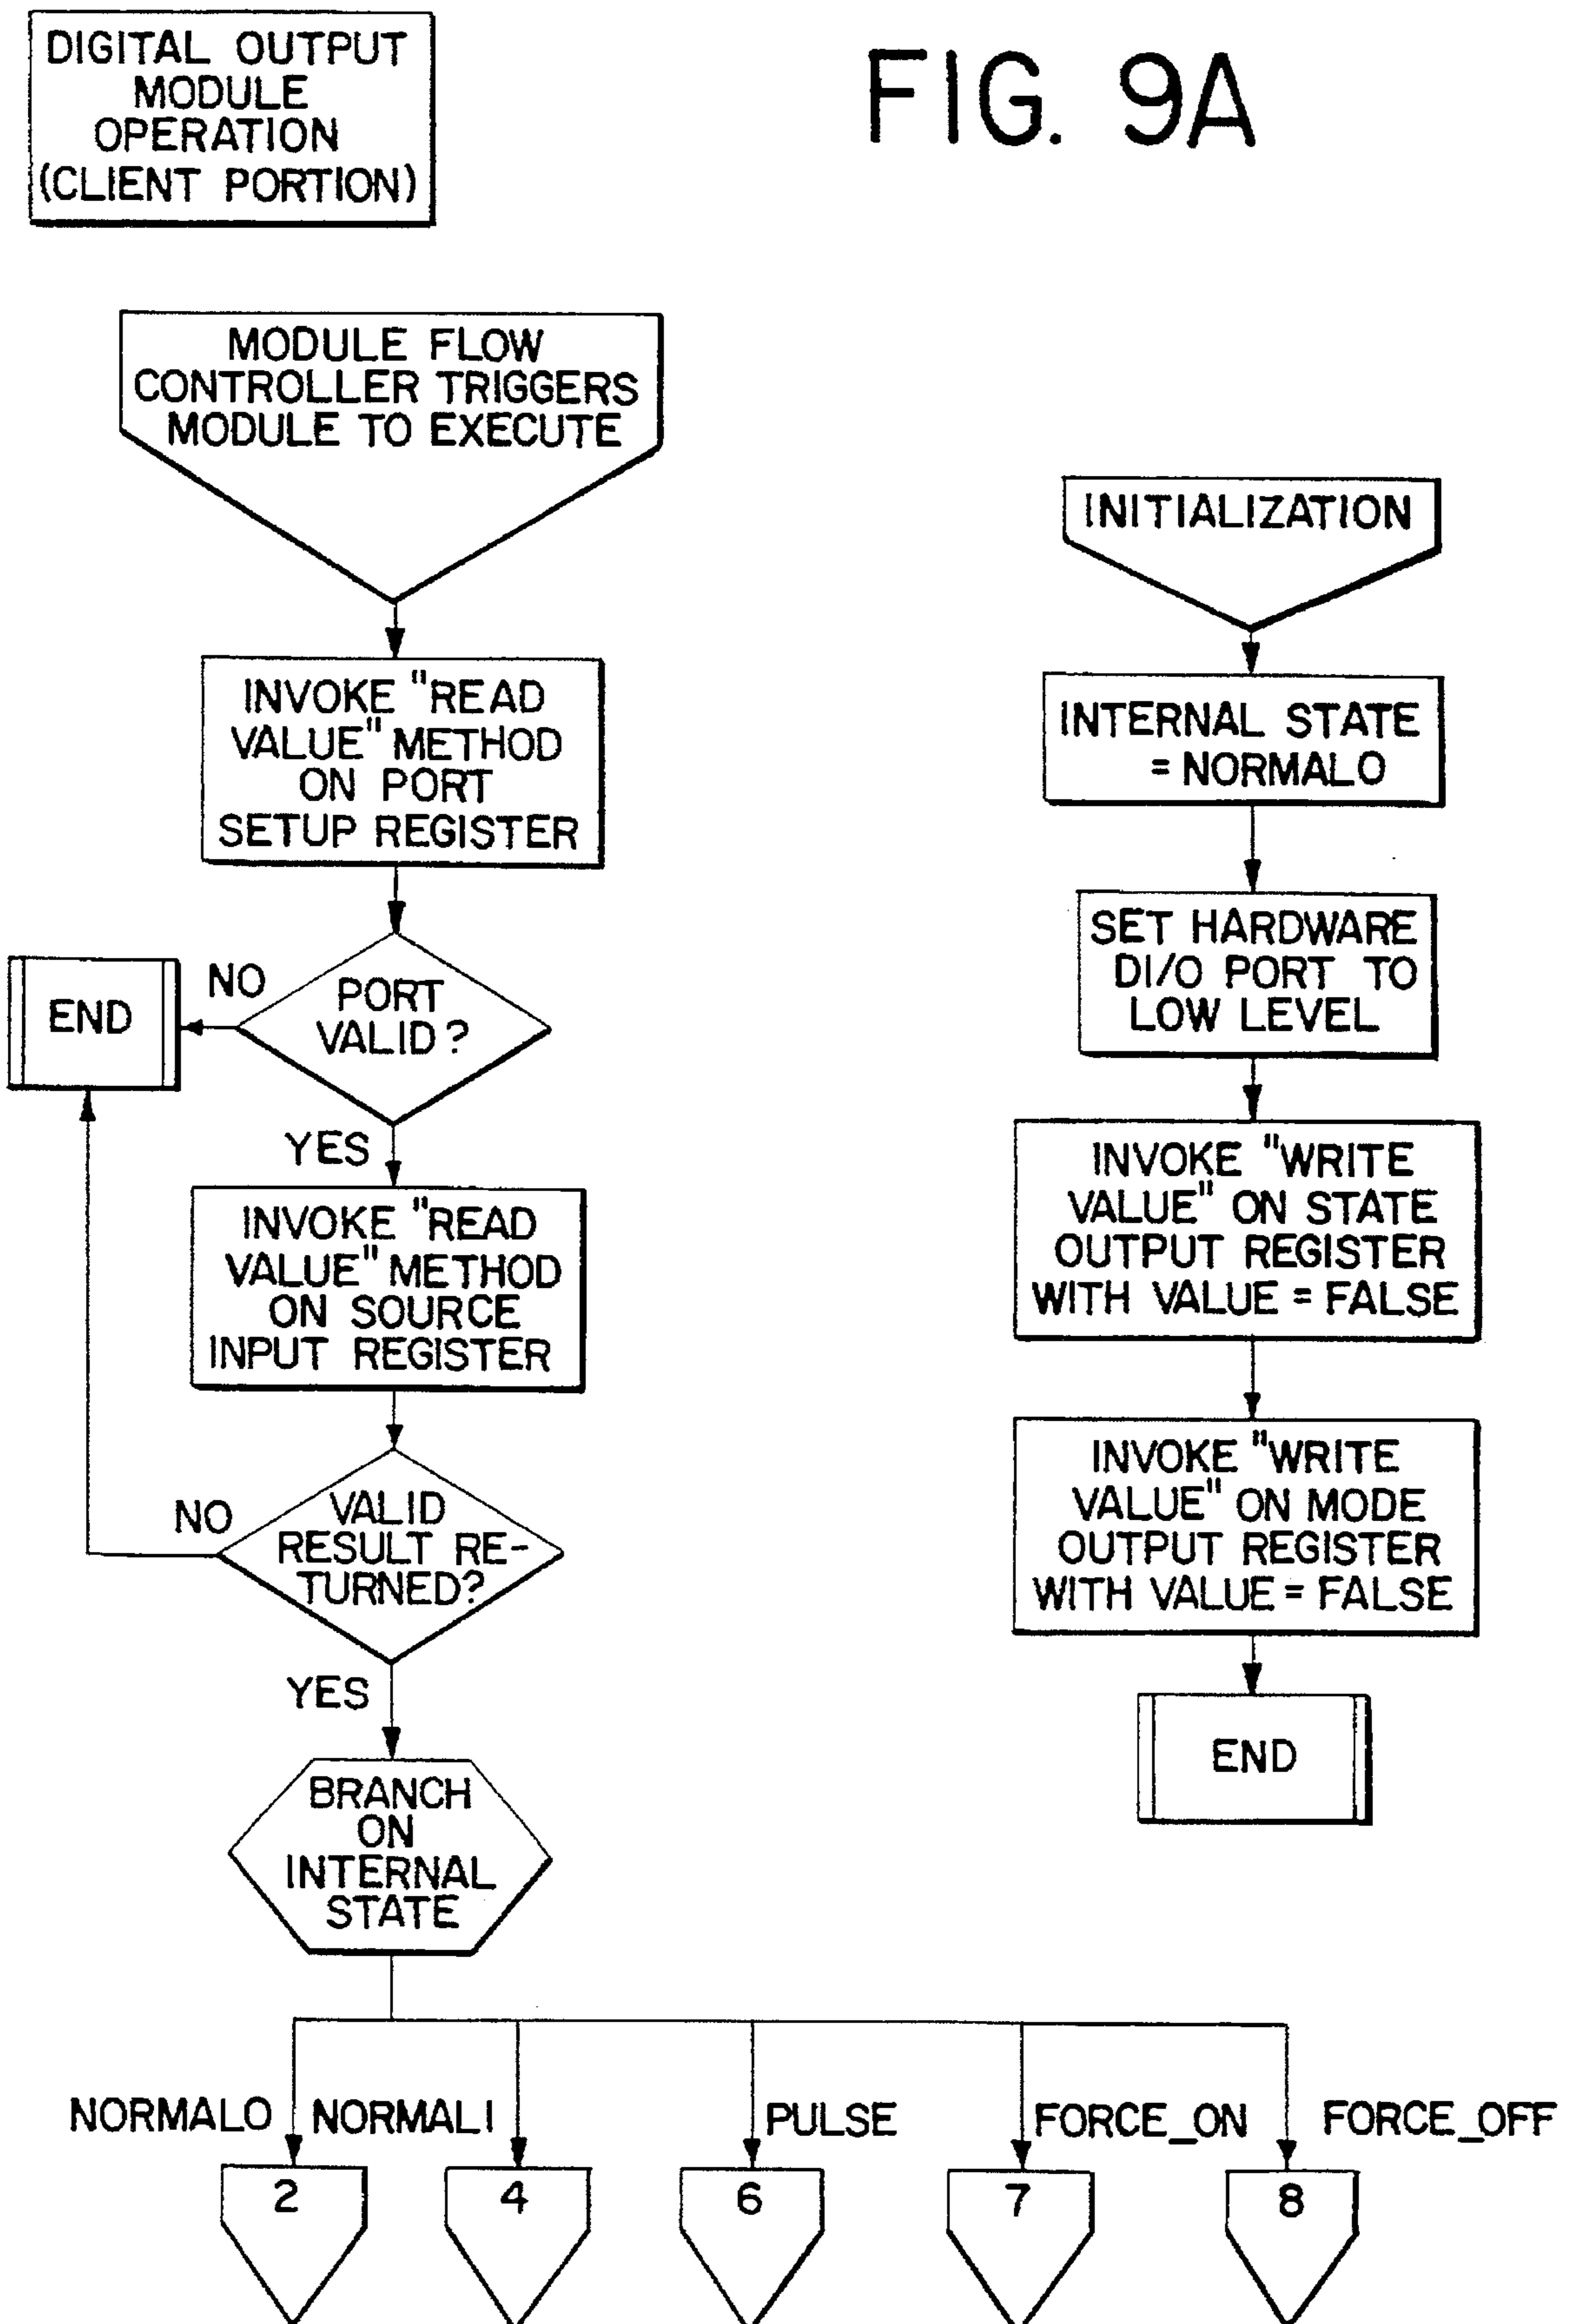 DIGITAL OUTPUT
MODULE
OPERATION
(CLIENT PORTION)
FIG. 9A
MODULE FLOW
CONTROLLER TRIGGERS
MODULE TO EXECUTE
INVOKE "READ
VALUE" METHOD
ON PORT
SETUP REGISTER
PORT
VALID?
NO
END
YES
INVOKE "READ
VALUE" METHOD
ON SOURCE
INPUT REGISTER
VALID
RESULT RE-
TURNED?
NO
YES
BRANCH
ON
INTERNAL
STATE
NORMALO
NORMALI
PULSE
FORCE_ON
FORCE_OFF
2
4
6
7
8
INITIALIZATION
INTERNAL STATE
= NORMALO
SET HARDWARE
DI/O PORT TO
LOW LEVEL
INVOKE "WRITE
VALUE" ON STATE
OUTPUT REGISTER
WITH VALUE = FALSE
INVOKE "WRITE
VALUE" ON MODE
OUTPUT REGISTER
WITH VALUE = FALSE
END